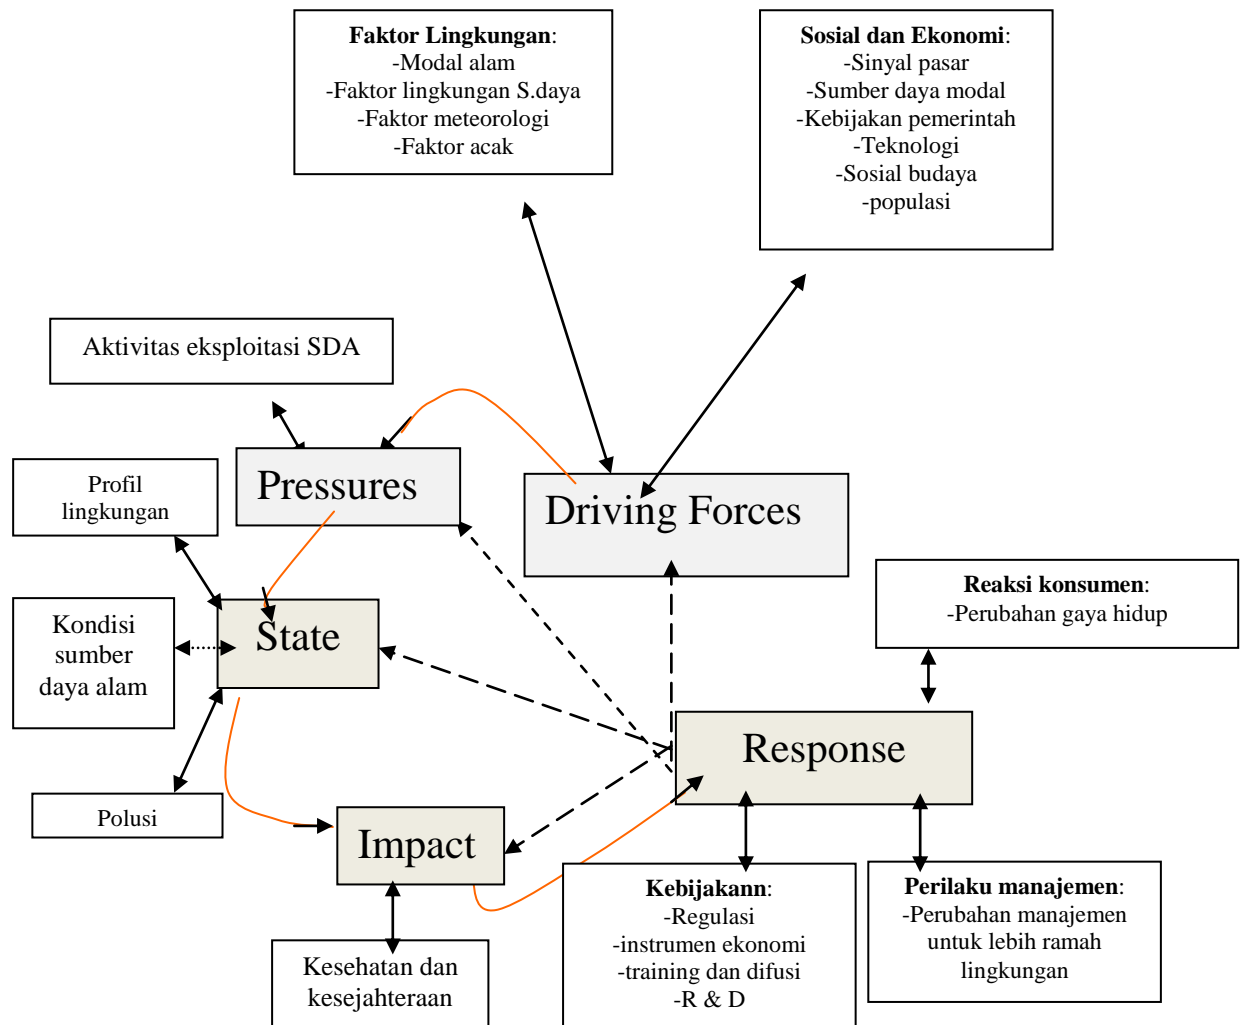 Faktor Lingkungan:
-Modal alam
-Faktor lingkungan S.daya
-Faktor meteorologi
-Faktor acak
Sosial dan Ekonomi:
-Sinyal pasar
-Sumber daya modal
-Kebijakan pemerintah
-Teknologi
-Sosial budaya
-populasi
Aktivitas eksploitasi SDA
Pressures
Driving Forces
Profil
lingkungan
Reaksi konsumen:
-Perubahan gaya hidup
Kondisi
sumber
daya alam
State
Response
Polusi
Impact
Kebijakann:
-Regulasi
-instrumen ekonomi
-training dan difusi
-R & D
Perilaku manajemen:
-Perubahan manajemen
untuk lebih ramah
lingkungan
Kesehatan dan
kesejahteraan